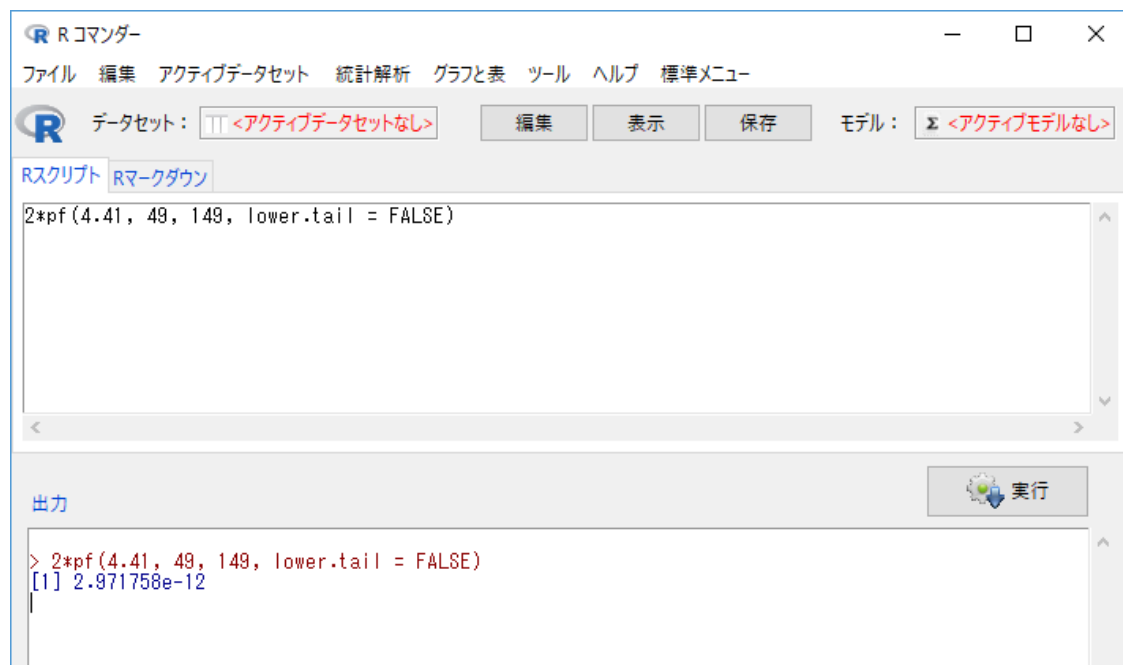 R コマンダー
ファイル 編集 アクティブデータセット 統計解析 グラフと表 ツール ヘルプ 標準メニュー
R データセット： <アクティブデータセットなし> 編集 表示 保存 モデル： Σ <アクティブモデルなし>
Rスクリプト Rマークダウン
2*pf(4.41, 49, 149, lower.tail = FALSE)
実行
出力
> 2*pf(4.41, 49, 149, lower.tail = FALSE)
[1] 2.971758e-12